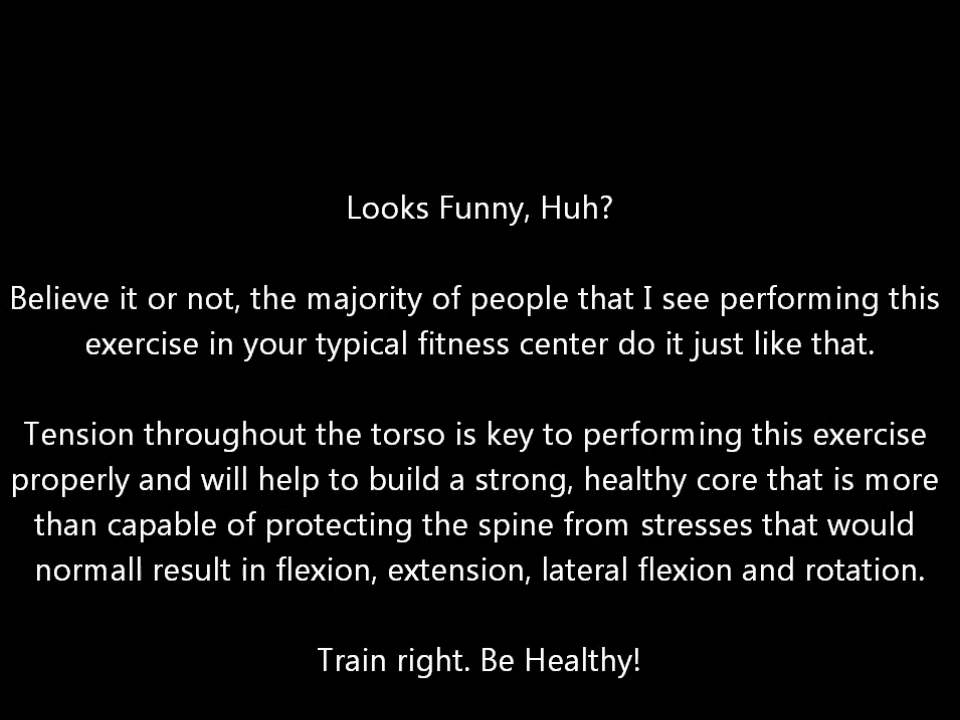 Looks Funny, Huh?
Believe it or not, the majority of people that I see performing this
exercise in your typical fitness center do it just like that.
Tension throughout the torso is key to performing this exercise
properly and will help to build a strong, healthy core that is more
than capable of protecting the spine from stresses that would
normall result in flexion, extension, lateral flexion and rotation.
Train right. Be Healthy!